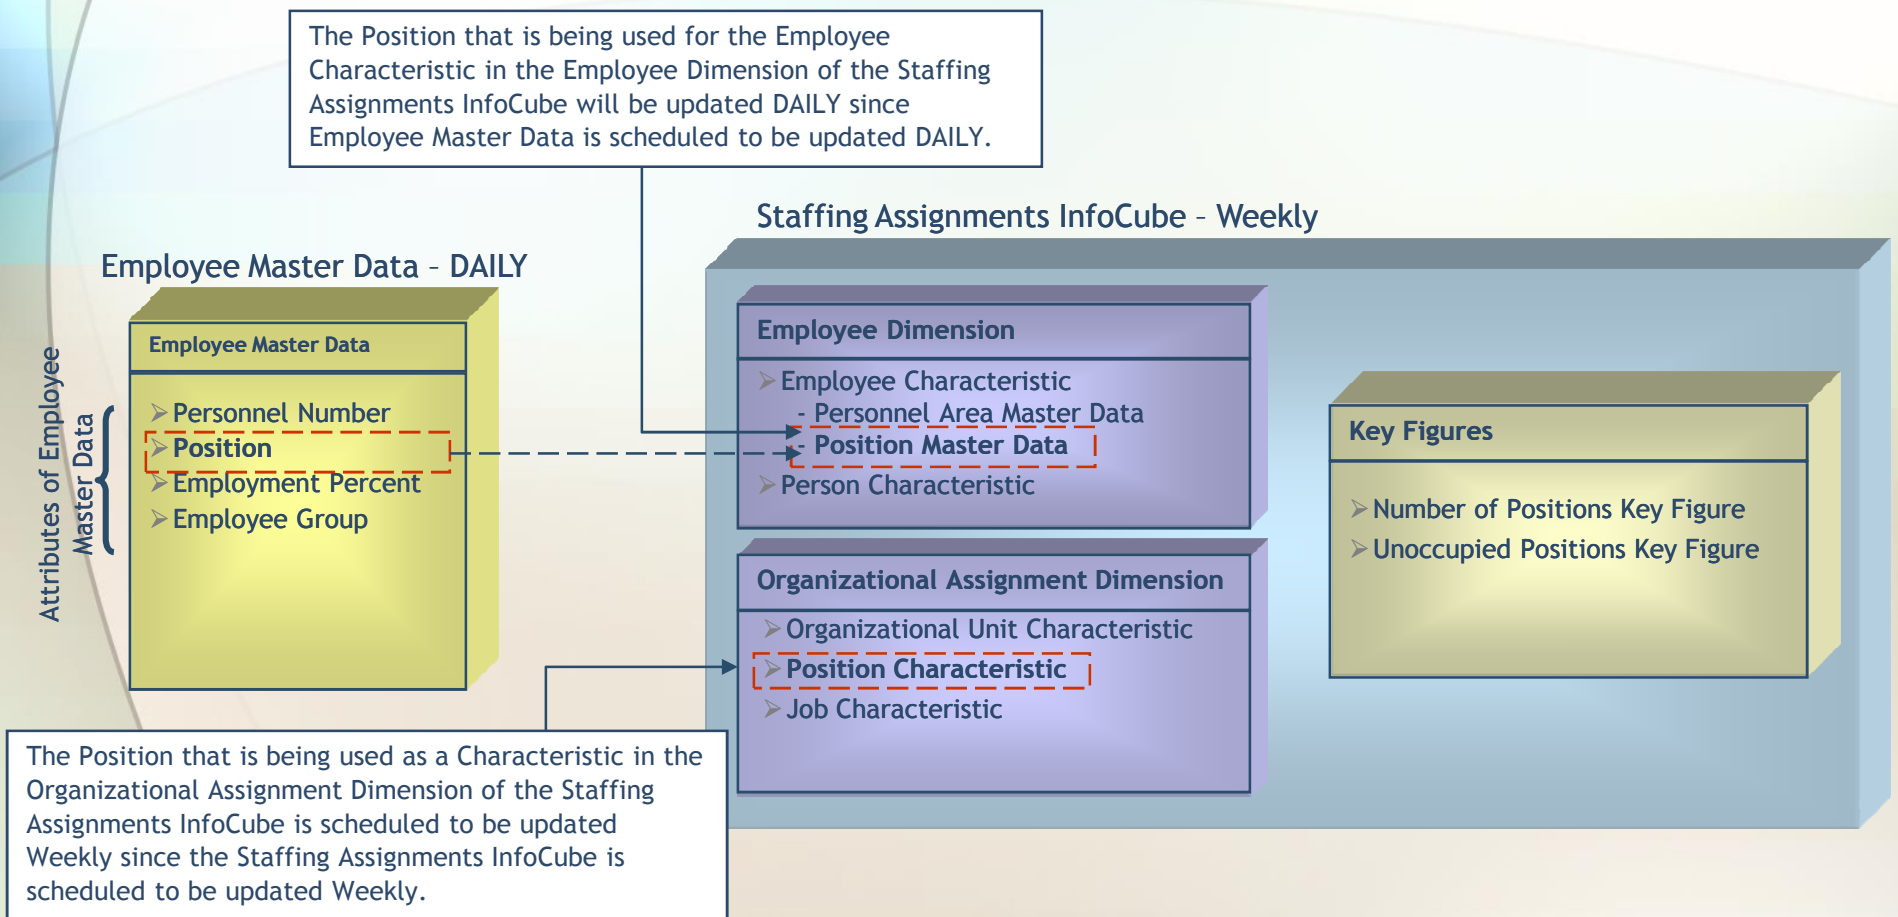 The Position that is being used for the Employee
Characteristic in the Employee Dimension of the Staffing
Assignments InfoCube will be updated DAILY since
Employee Master Data is scheduled to be updated DAILY.
Staffing Assignments InfoCube – Weekly
Employee Master Data – DAILY
Attributes of Employee
Master Data
Employee Master Data
Personnel Number
Position
Employment Percent
Employee Group
Employee Dimension
Employee Characteristic
- Personnel Area Master Data
- Position Master Data
Person Characteristic
Organizational Assignment Dimension
Organizational Unit Characteristic
Position Characteristic
Job Characteristic
Key Figures
Number of Positions Key Figure
Unoccupied Positions Key Figure
The Position that is being used as a Characteristic in the
Organizational Assignment Dimension of the Staffing
Assignments InfoCube is scheduled to be updated
Weekly since the Staffing Assignments InfoCube is
scheduled to be updated Weekly.